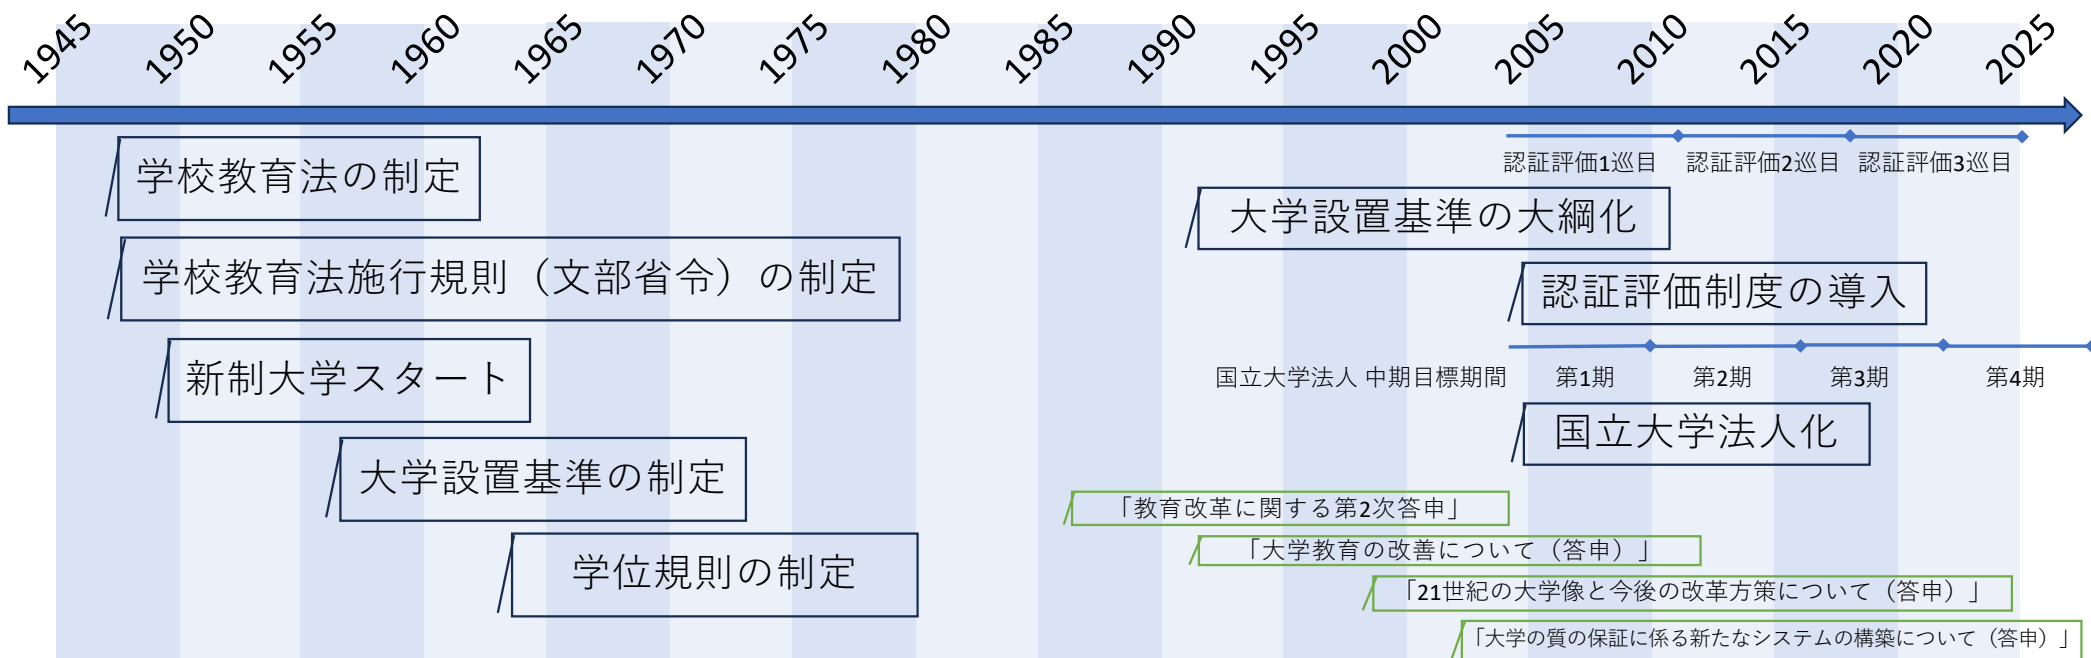 1945 1950 1955 1960 1965 1970 1975 1980 1985 1990 1995 2000 2005 2010 2015 2020 2025
認証評価1巡目 認証評価2巡目 認証評価3巡目
学校教育法の制定
大学設置基準の大綱化
学校教育法施行規則（文部省令）の制定
認証評価制度の導入
新制大学スタート
国立大学法人 中期目標期間 第1期 第2期 第3期 第4期
国立大学法人化
大学設置基準の制定
「教育改革に関する第2次答申」
「大学教育の改善について（答申）」
学位規則の制定
「21世紀の大学像と今後の改革方策について（答申）」
「大学の質の保証に係る新たなシステムの構築について（答申）」